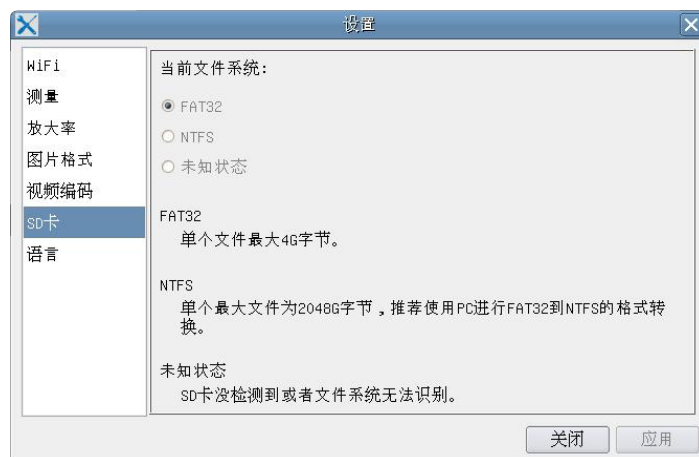 设置
WiFi
测量
放大率
图片格式
视频编码
SD卡
语言
当前文件系统:
FAT32
NTFS
未知状态
FAT32
单个文件最大4G字节。
NTFS
单个最大文件为2048G字节，推荐使用PC进行FAT32到NTFS的格式转
换。
未知状态
SD卡没检测到或者文件系统无法识别。
关闭
应用